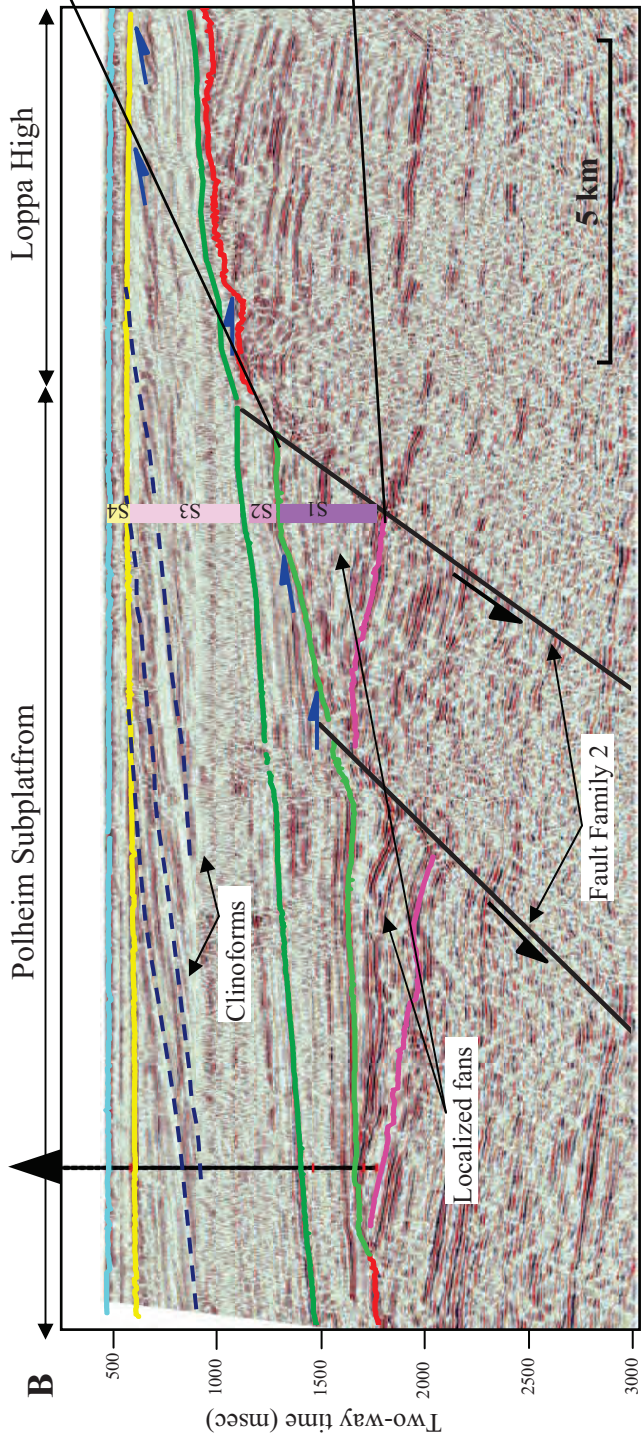 B
Polheim Subplatfrom
Loppa High
500
1000
1500
2000
2500
3000
Two-way time (msec)
S4
S3
S2
S1
Clinoforms
Localized fans
Fault Family 2
5 km